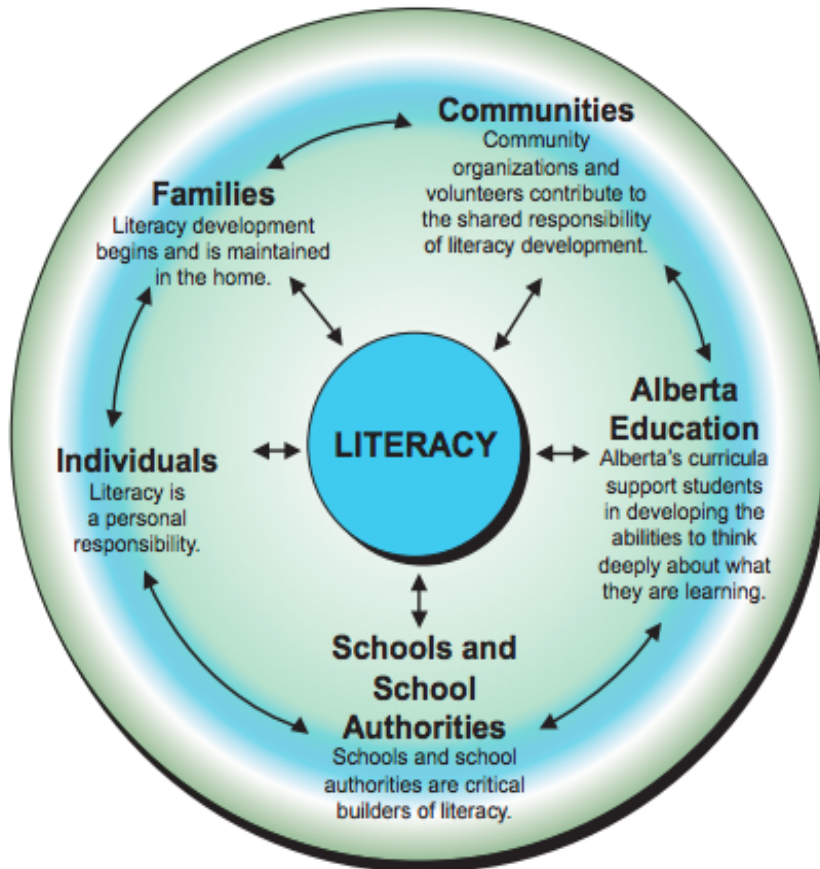 Communities
Community
organizations and
volunteers contribute to
the shared responsibility
of literacy development.
Families
Literacy development
begins and is maintained
in the home.
LITERACY
Alberta
Education
Alberta's curricula
support students
in developing the
abilities to think
deeply about what
they are learning.
Individuals
Literacy is
a personal
responsibility.
Schools and
School
Authorities
Schools and school
authorities are critical
builders of literacy.